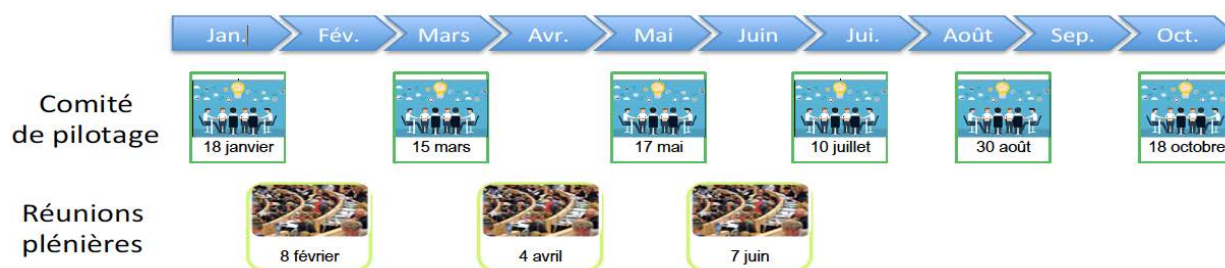 Jan. Fév. Mars Avr. Mai Juin Jui. Août Sep. Oct.
Comité
de pilotage
18 janvier 15 mars 17 mai 10 juillet 30 août 18 octobre
Réunions
plénières
8 février 4 avril 7 juin